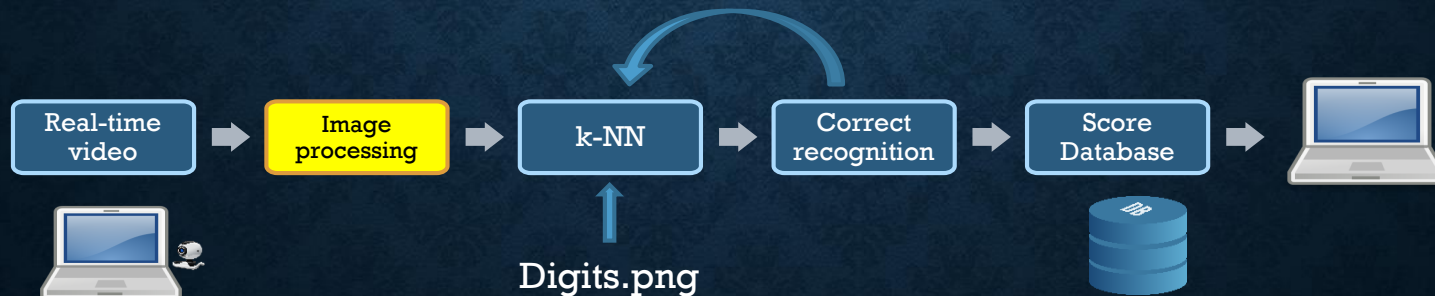 Real-time
video
Image
processing
k-NN
Correct
recognition
Score
Database
Digits.png
DB